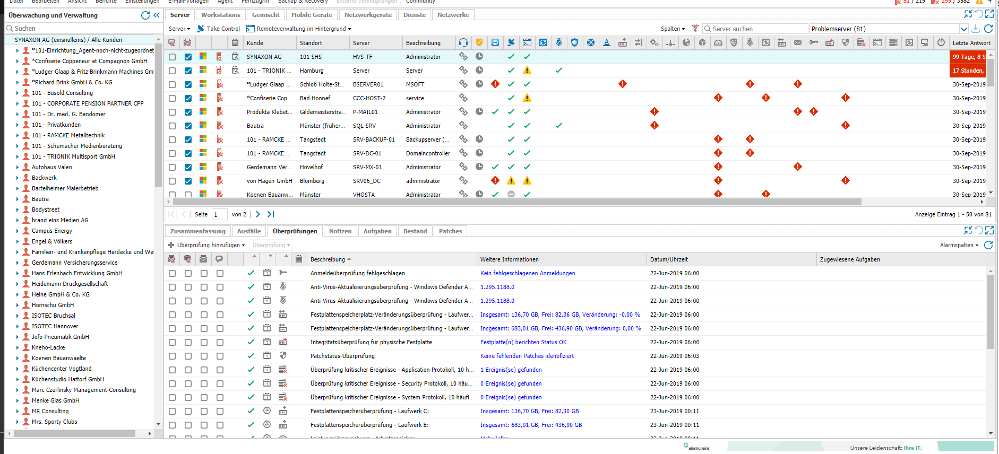 Datei Bearbeiten Ansicht Berichte Einstellungen E-Mail-Vorlagen Agent Fernzugriff Backup & Recovery Externe Verknüpfungen Community 81 / 219 295 / 3582 4
Überwachung und Verwaltung
Suchen
SYNAXON AG (einsnulleins) / Alle Kunden
*101-Einrichtung_Agent-noch-nicht-zugeordnet
*Confiserie Coppeneur et Compagnon GmbH
*Ludger Glaap & Fritz Brinkmann Machines Gm
*Richard Brink GmbH & Co. KG
101 - Busold Consulting
101 - CORPORATE PENSION PARTNER CPP
101 - Dr. med. G. Bandomer
101 - Privatkunden
101 - RAMCKE Metalltechnik
101 - Schumacher Medienberatung
101 - TRIONIK Multisport GmbH
Autohaus Valen
Backwerk
Bartelheimer Malerbetrieb
Bautra
Bodystreet
brand eins Medien AG
Campus Energy
Engel & Völkers
Familien- und Krankenpflege Herdecke und Wet
Gerdemann Versicherungsservice
Hans Erlenbach Entwicklung GmbH
Heidemann Druckgesellschaft
Heine GmbH & Co. KG
Hornschu GmbH
ISOTEC Bruchsal
ISOTEC Hannover
Jofo Pneumatik GmbH
Kneho-Lacke
Koenen Bauanwaelte
Küchencenter Vogtland
Küchenstudio Hattorf GmbH
Marc Czerlinsky Management-Consulting
Menke Glas GmbH
MR Consulting
Mrs. Sporty Clubs
Server Workstations Gemischt Mobile Geräte Netzwerkgeräte Dienste Netzwerke
Server Take Control Remoteverwaltung im Hintergrund Spalten Server suchen Problemserver (81)
Kunde Standort Server Beschreibung Letzte Antwort
SYNAXON AG 101 SHS HVS-TF Administrator 99 Tage, 8 S
101 - TRIONIK ... Hamburg Server Server 17 Stunden, .
*Ludger Glaap ... Schloß Holte-St... BSERVER01 MSOFT 30-Sep-2019
*Confiserie Cop... Bad Honnef CCC-HOST-2 service 30-Sep-2019
Produkta Klebet... Gildemeisterstra... P-MAIL01 Administrator 30-Sep-2019
Bautra Münster (früher... SQL-SRV Administrator 30-Sep-2019
101 - RAMCKE ... Tangstedt SRV-BACKUP-01 Backupserver (... 30-Sep-2019
101 - RAMCKE ... Tangstedt SRV-DC-01 Domaincontroller 30-Sep-2019
Gerdemann Ver... Hövelhof SRV-MX-01 Administrator 30-Sep-2019
von Hagen GmbH Blomberg SRV06_DC administrator 30-Sep-2019
Koenen Bauanw... Münster VHOSTA Administrator 30-Sep-2019
Seite 1 von 2 Anzeige Eintrag 1 - 50 von 81
Zusammenfassung Ausfälle Überprüfungen Notizen Aufgaben Bestand Patches
Überprüfung hinzufügen Überprüfung Alarmspalten
Beschreibung Weitere Informationen Datum/Uhrzeit Zugewiesene Aufgaben
Anmeldeüberprüfung fehlgeschlagen Kein fehlgeschlagenen Anmeldungen 22-Jun-2019 06:00
Anti-Virus-Aktualisierungsüberprüfung - Windows Defender A... 1.295.1188.0 22-Jun-2019 06:00
Anti-Virus-Aktualisierungsüberprüfung - Windows Defender A... 1.295.1188.0 22-Jun-2019 06:00
Festplattenspeicherplatz-Veränderungsüberprüfung - Laufwer... Insgesamt: 136,70 GB, Frei: 82,36 GB, Veränderung: -0,00 % 22-Jun-2019 06:00
Festplattenspeicherplatz-Veränderungsüberprüfung - Laufwer... Insgesamt: 683,01 GB, Frei: 436,90 GB, Veränderung: 0,00 % 22-Jun-2019 06:00
Integritätsüberprüfung für physische Festplatte Festplatte(n) berichten Status OK 22-Jun-2019 06:00
Patchstatus-Überprüfung Keine fehlenden Patches identifiziert 22-Jun-2019 06:03
Überprüfung kritischer Ereignisse - Application Protokoll, 10 h... 1 Ereignis(se) gefunden 22-Jun-2019 06:00
Überprüfung kritischer Ereignisse - Security Protokoll, 10 häu... 0 Ereignis(se) gefunden 22-Jun-2019 06:00
Überprüfung kritischer Ereignisse - System Protokoll, 10 häufi... 0 Ereignis(se) gefunden 22-Jun-2019 06:00
Festplattenspeicherüberprüfung - Laufwerk C: Insgesamt: 136,70 GB, Frei: 82,30 GB 23-Jun-2019 00:11
Festplattenspeicherüberprüfung - Laufwerk E: Insgesamt: 683,01 GB, Frei: 436,90 GB 23-Jun-2019 00:11
Leistungsüberwachung - Arbeitsspeicher Mehr Infos 23-Jun-2019 00:11
einsnulleins Unsere Leidenschaft: Ihre IT.